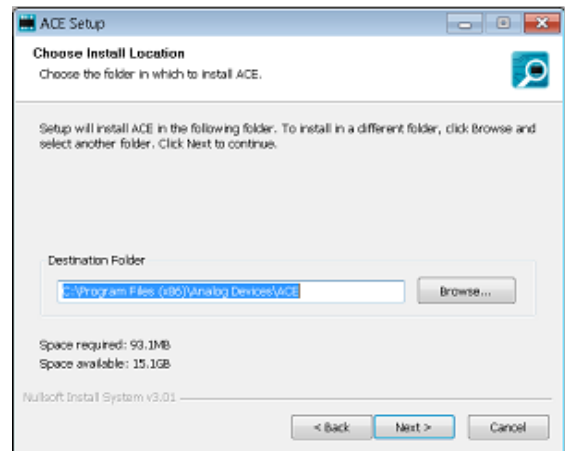 ACE Setup
Choose Install Location
Choose the folder in which to install ACE.
Setup will install ACE in the following folder. To install in a different folder, click Browse and
select another folder. Click Next to continue.
Destination Folder
C:\Program Files (x86)\Analog Devices\ACE
Browse...
Space required: 93.1MB
Space available: 15.1GB
Nullsoft Install System v3.01
< Back
Next >
Cancel